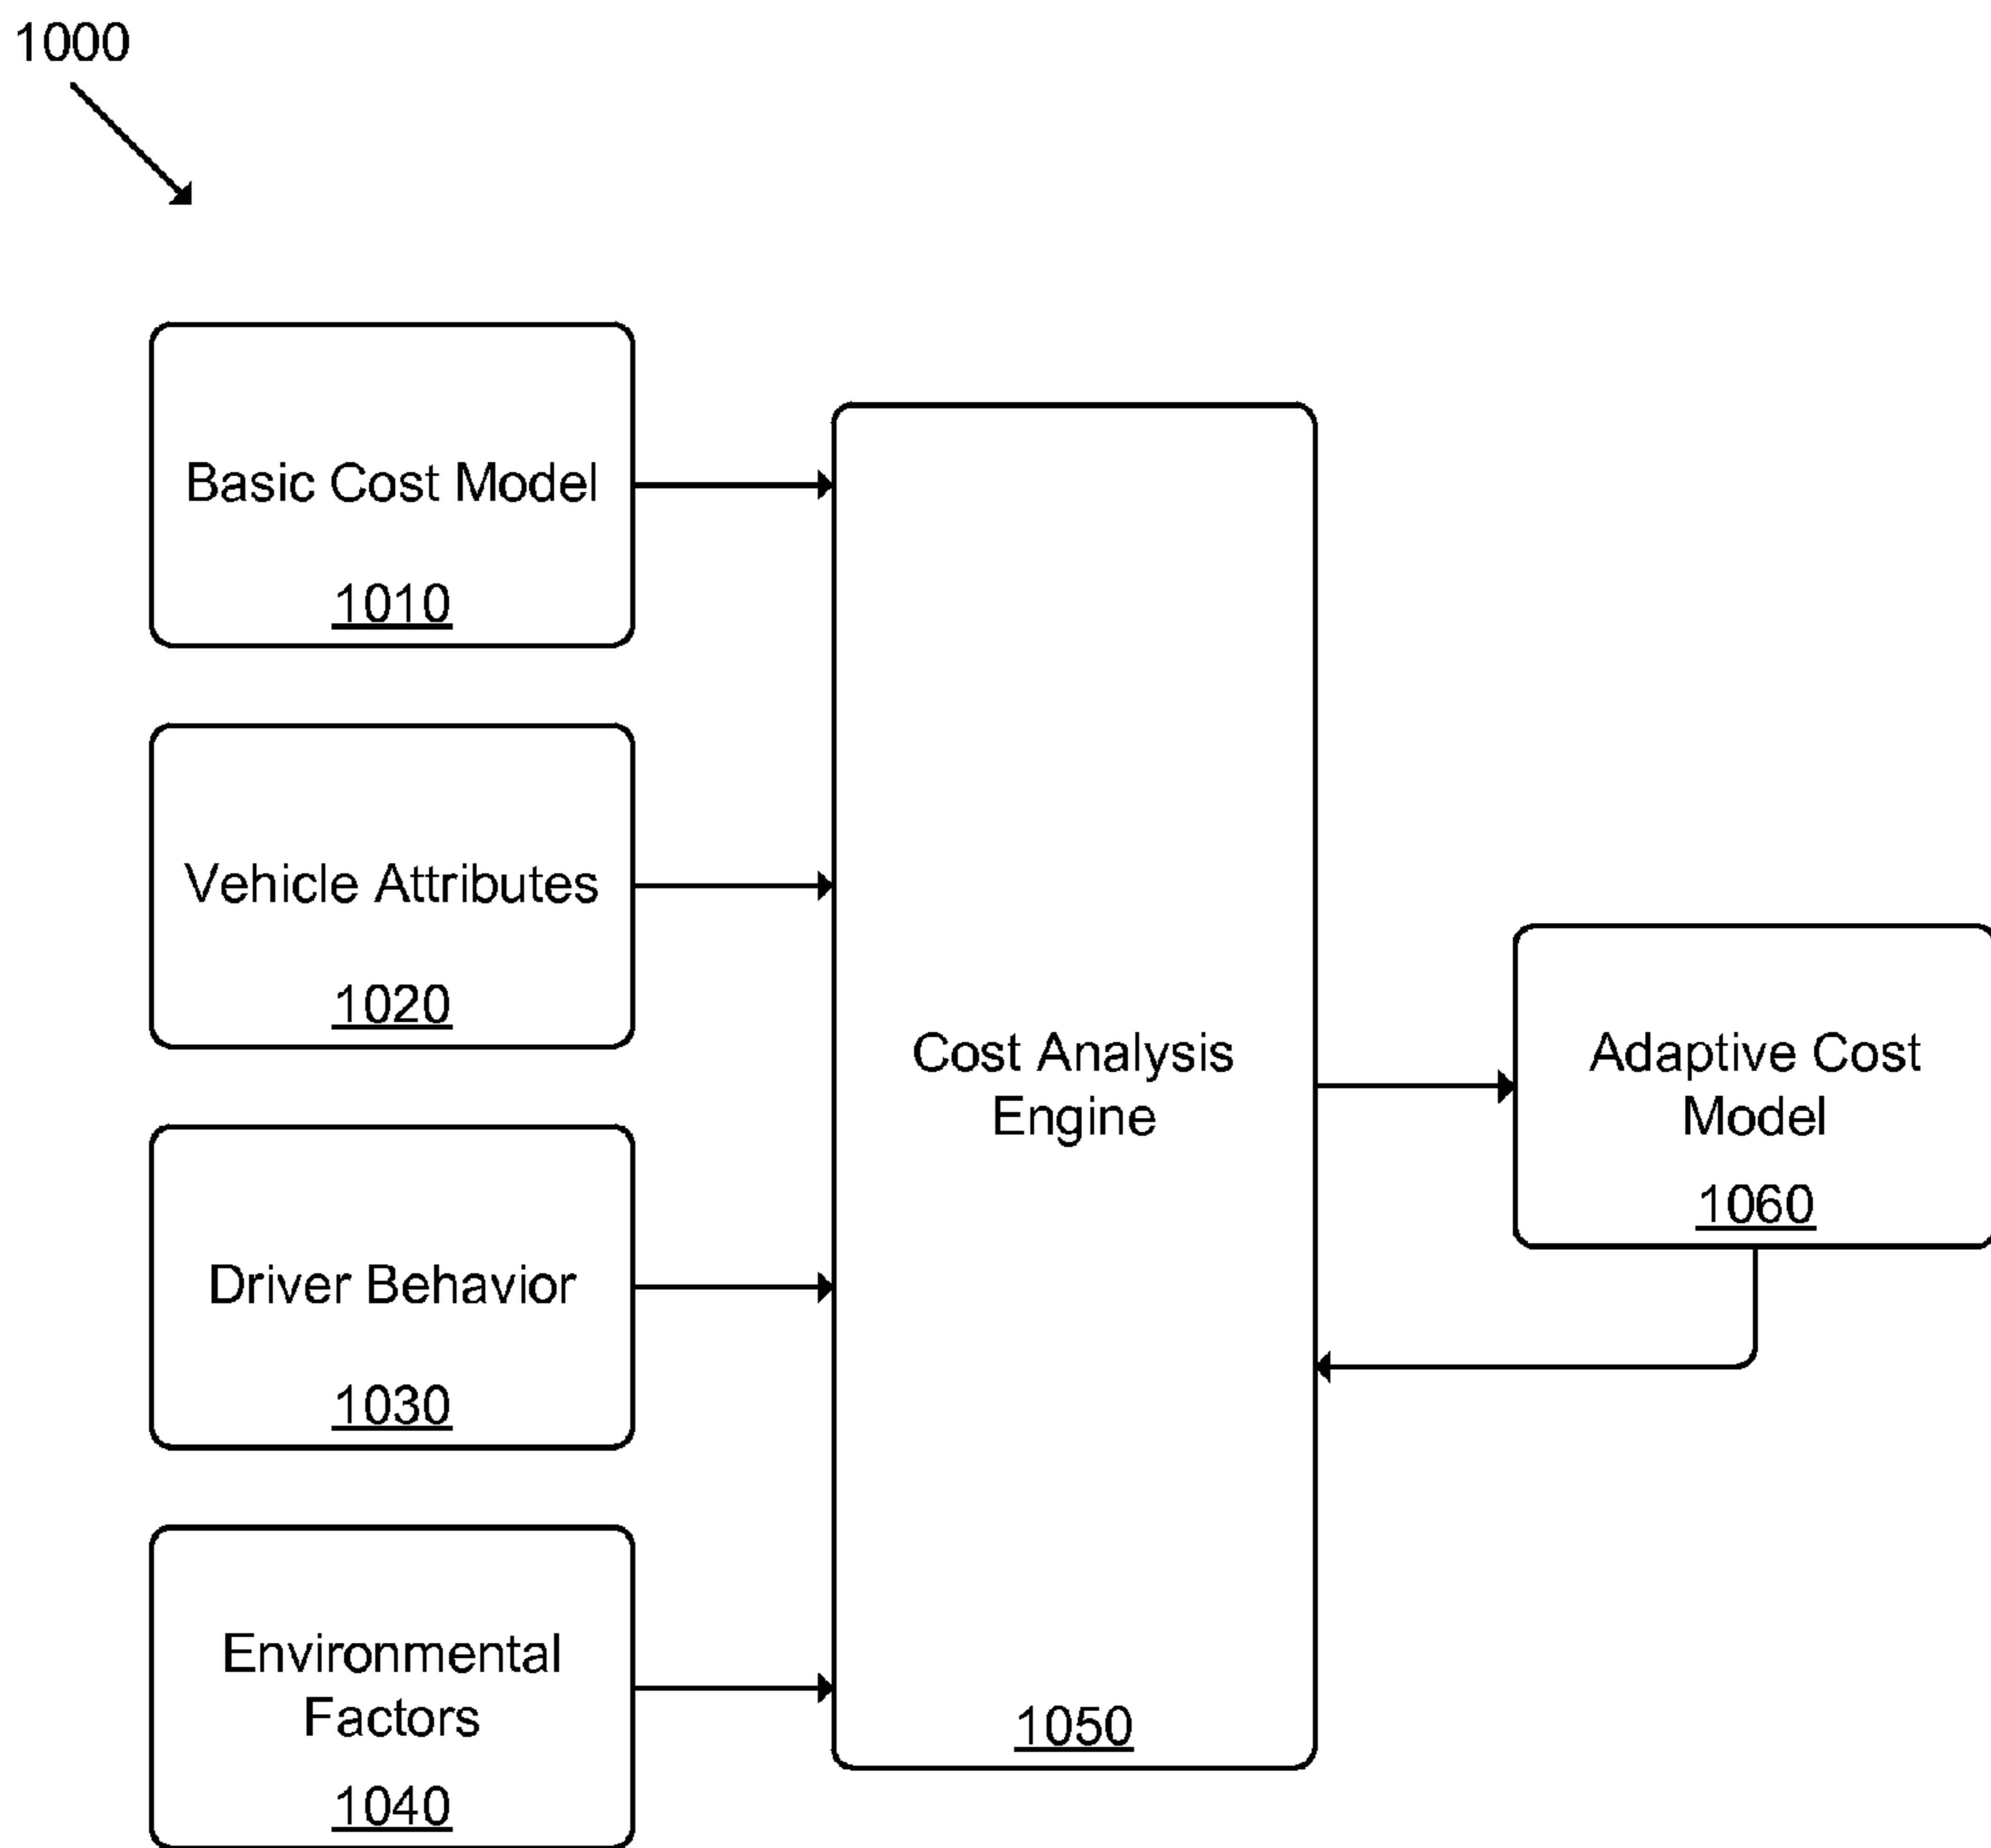 1000
Basic Cost Model
1010
Vehicle Attributes
1020
Driver Behavior
1030
Environmental
Factors
1040
Cost Analysis
Engine
1050
Adaptive Cost
Model
1060